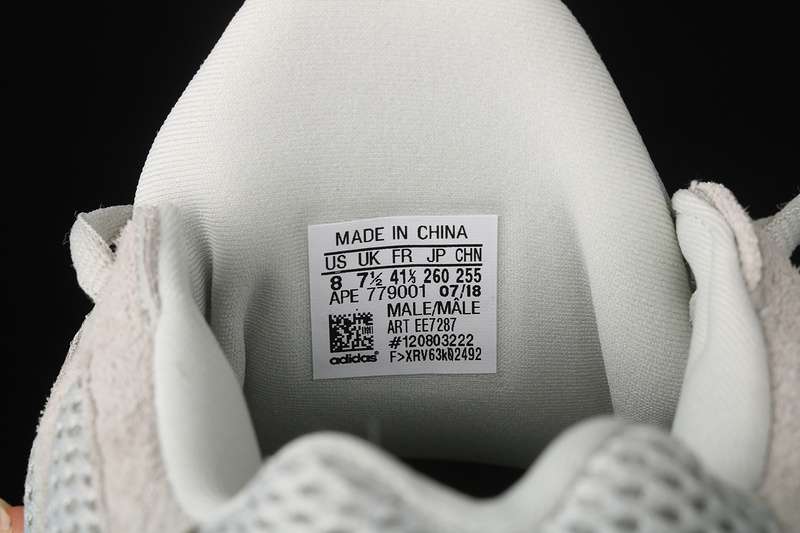 MADE IN CHINA
US UK FR JP CHN
8 7½ 41⅓ 260 255
APE 779001 07/18
MALE/MÂLE
ART EE7287
#120803222
adidas® F>XRV63k02492